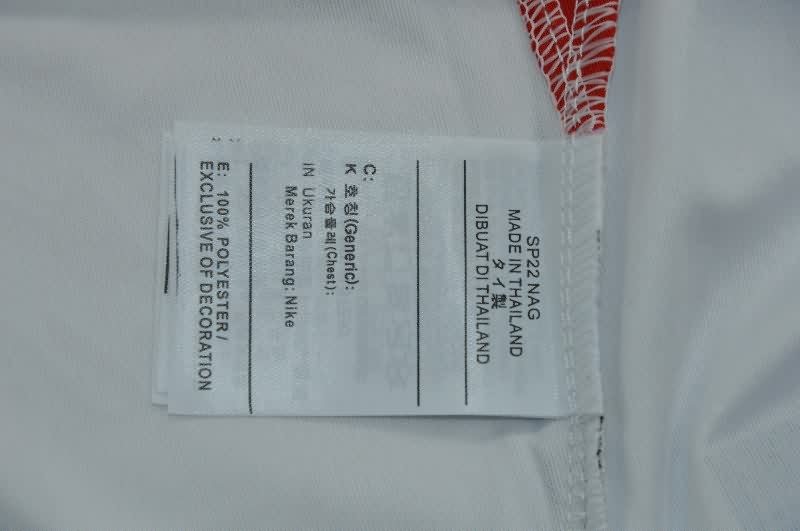 SP22 NAG
MADE IN THAILAND
タイ製
DIBUAT DI THAILAND
C:
K 호칭(Generic):
가슴둘레(Chest):
IN Ukuran
Merek Barang: Nike
E: 100% POLYESTER/
EXCLUSIVE OF DECORATION